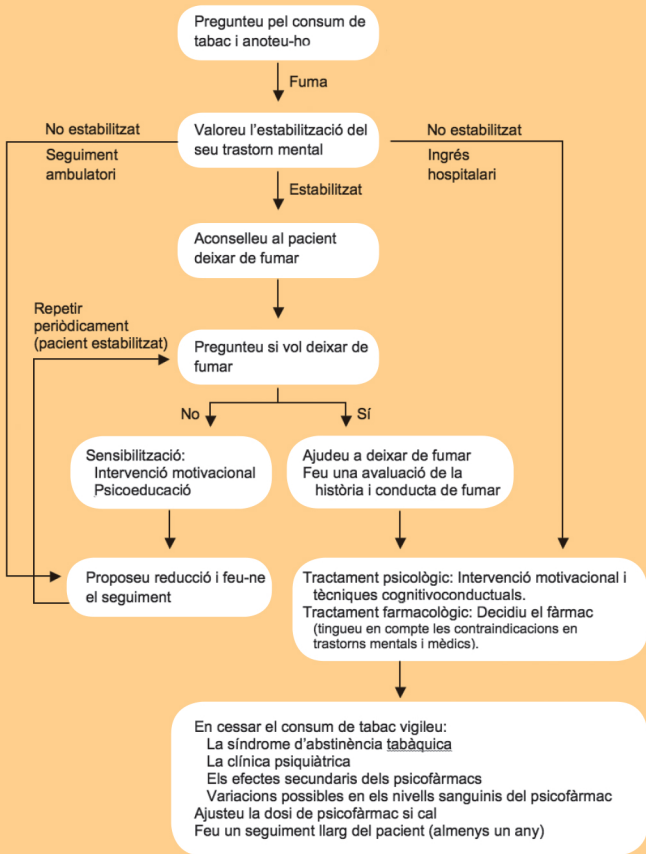 Pregunteu pel consum de
tabac i anoteu-ho
Fuma
No estabilitzat
Seguiment
ambulatori
Valoreu l'estabilització del
seu trastorn mental
No estabilitzat
Ingrés
hospitalari
Estabilitzat
Aconselleu al pacient
deixar de fumar
Repetir
periòdicament
(pacient estabilitzat)
Pregunteu si vol deixar de
fumar
No
Sí
Sensibilització:
Intervenció motivacional
Psicoeducació
Ajudeu a deixar de fumar
Feu una avaluació de la
història i conducta de fumar
Proposeu reducció i feu-ne
el seguiment
Tractament psicològic: Intervenció motivacional i
tècniques cognitivoconductuals.
Tractament farmacològic: Decidiu el fàrmac
(tingueu en compte les contraindicacions en
trastorns mentals i mèdics).
En cessar el consum de tabac vigileu:
La síndrome d'abstinència tabàquica
La clínica psiquiàtrica
Els efectes secundaris dels psicofàrmacs
Variacions possibles en els nivells sanguinis del psicofàrmac
Ajusteu la dosi de psicofàrmac si cal
Feu un seguiment llarg del pacient (almenys un any)